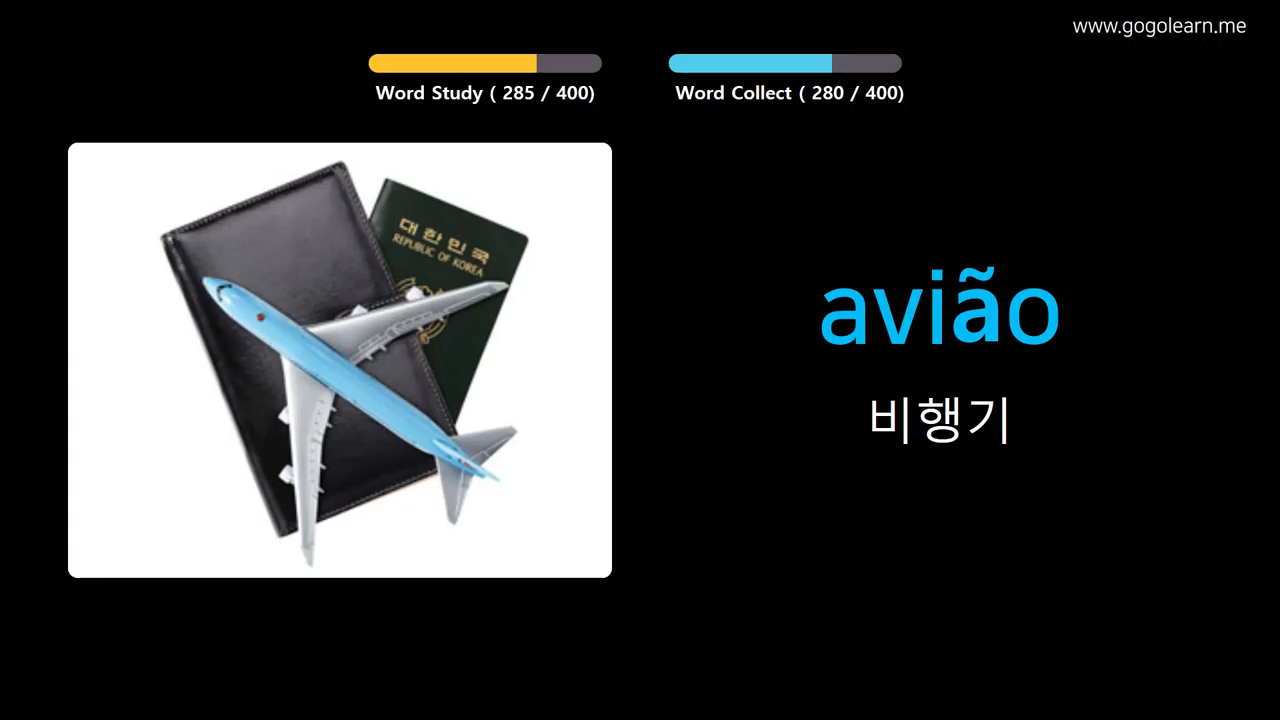 www.gogolearn.me
Word Study ( 285 / 400)
Word Collect ( 280 / 400)
대한민국
REPUBLIC OF KOREA
avião
비행기